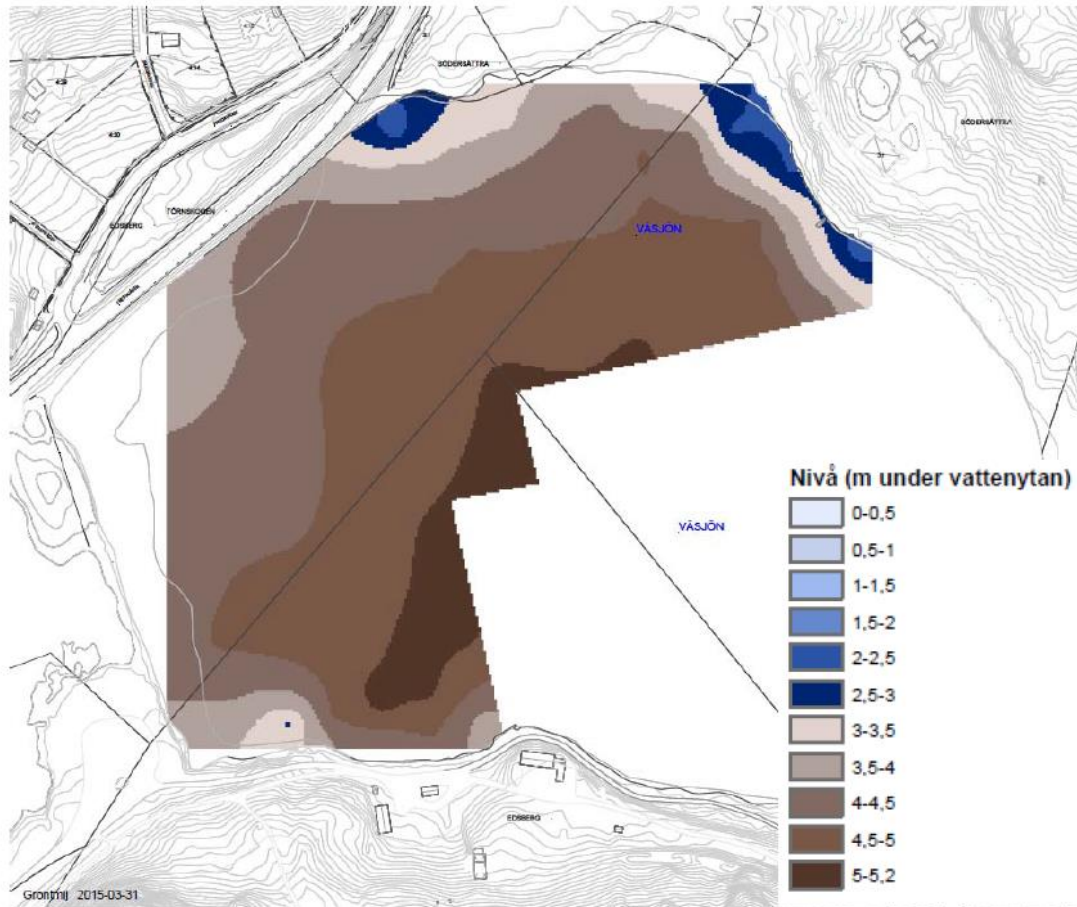 SÖDERSÄTTRA
SÖDERSÄTTRA
4:20
TÖRNSKOGEN
EDSBERG
VÄSJÖN
VÄSJÖN
Nivå (m under vattenytan)
0-0,5
0,5-1
1-1,5
1,5-2
2-2,5
2,5-3
3-3,5
3,5-4
4-4,5
4,5-5
5-5,2
EDSBERG
Grontmij 2015-03-31